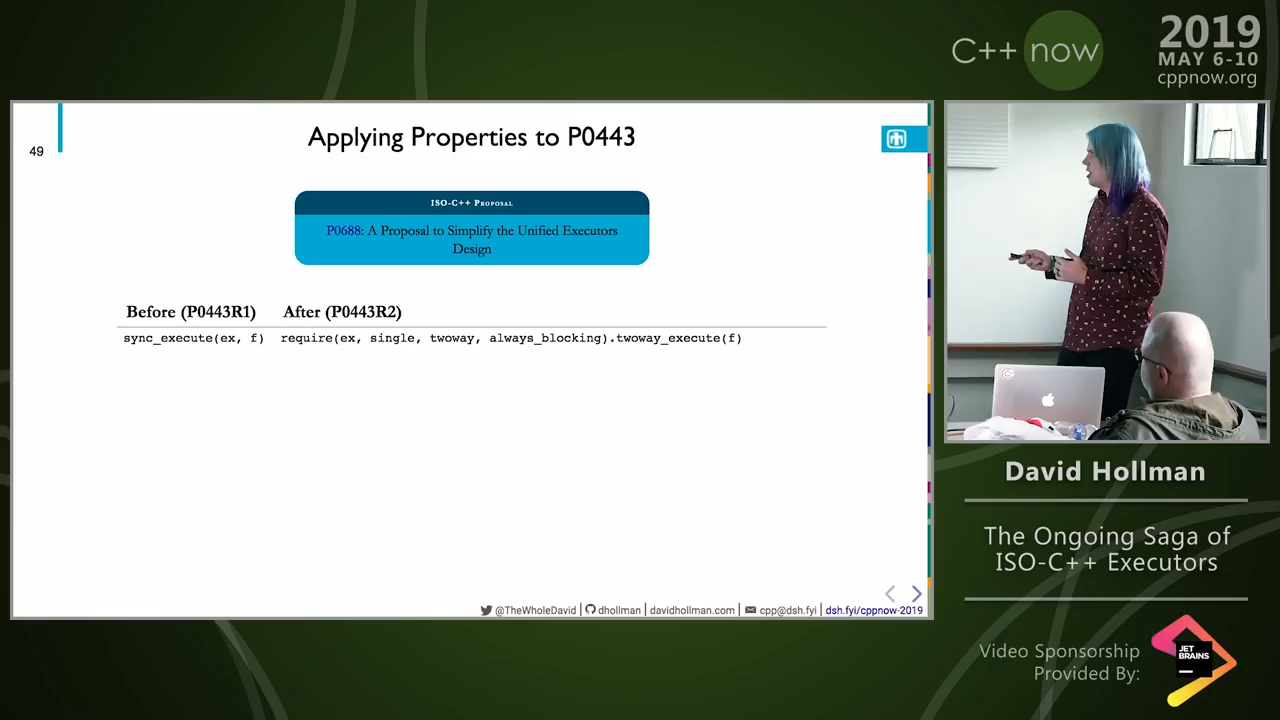 C++ now
2019
MAY 6-10
cppnow.org
49
Applying Properties to P0443
ISO-C++ Proposal
P0688: A Proposal to Simplify the Unified Executors
Design
Before (P0443R1) After (P0443R2)
sync_execute(ex, f) require(ex, single, twoway, always_blocking).twoway_execute(f)
@TheWholeDavid | dhollman | davidhollman.com | cpp@dsh.fyi | dsh.fyi/cppnow-2019
David Hollman
The Ongoing Saga of
ISO-C++ Executors
Video Sponsorship
Provided By:
JET
BRAINS